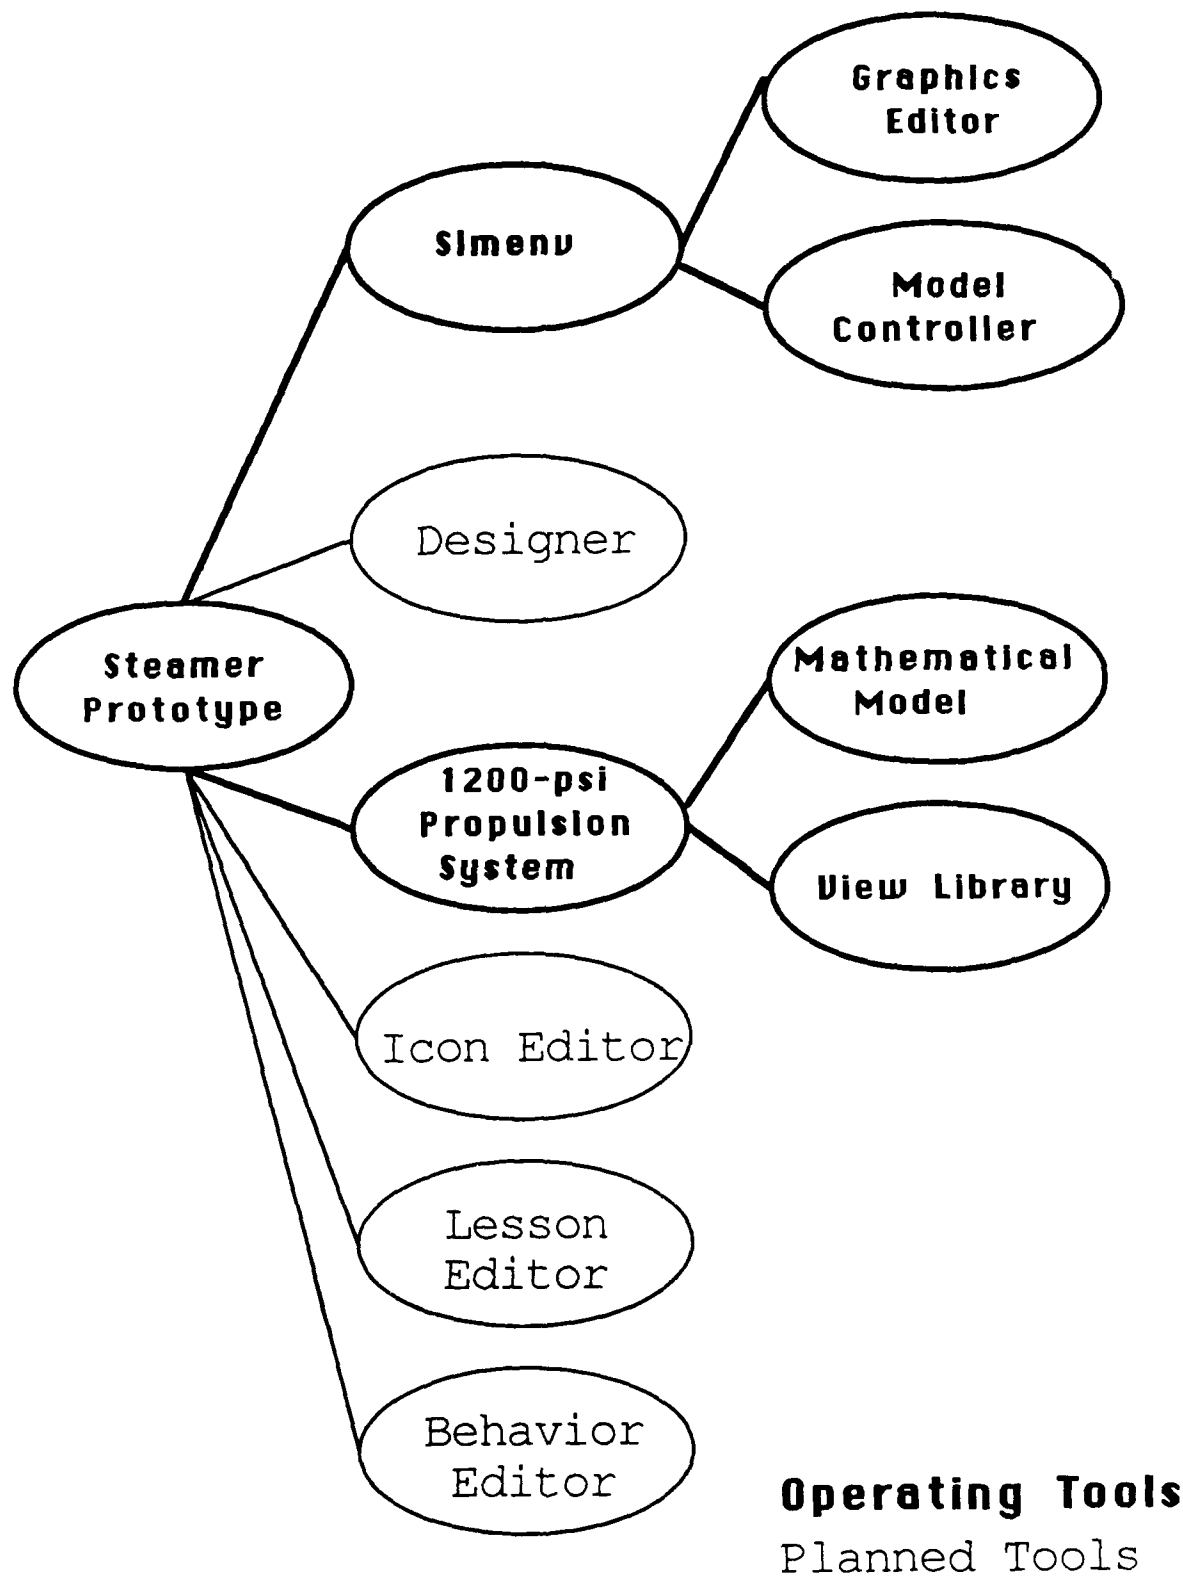 Graphics
Editor
Simenv
Model
Controller
Designer
Steamer
Prototype
Mathematical
Model
1200-psi
Propulsion
System
View Library
Icon Editor
Lesson
Editor
Behavior
Editor
Operating Tools
Planned Tools